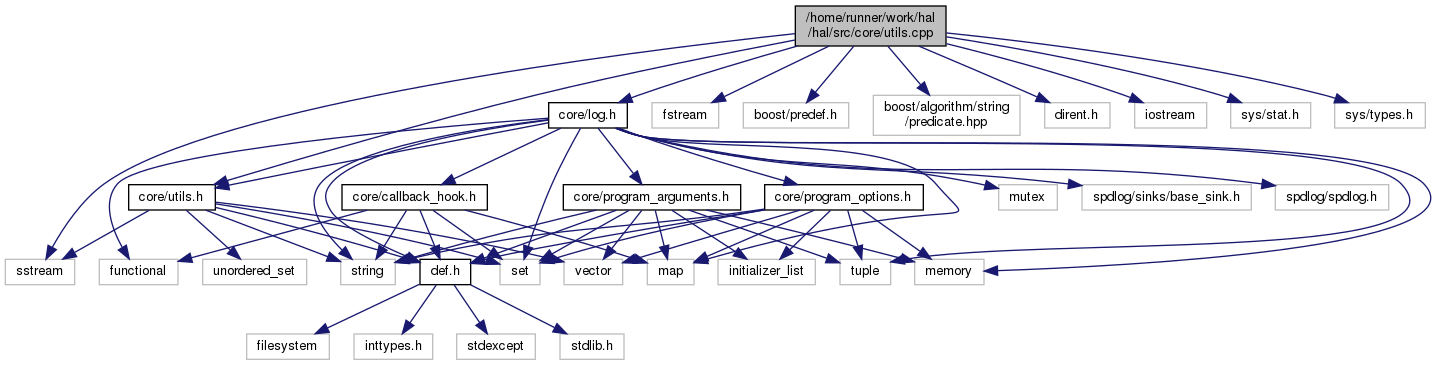 /home/runner/work/hal
/hal/src/core/utils.cpp
core/log.h
fstream
boost/predef.h
boost/algorithm/string
/predicate.hpp
dirent.h
iostream
sys/stat.h
sys/types.h
core/utils.h
core/callback_hook.h
core/program_arguments.h
core/program_options.h
mutex
spdlog/sinks/base_sink.h
spdlog/spdlog.h
sstream
functional
unordered_set
string
def.h
set
vector
map
initializer_list
tuple
memory
filesystem
inttypes.h
stdexcept
stdlib.h